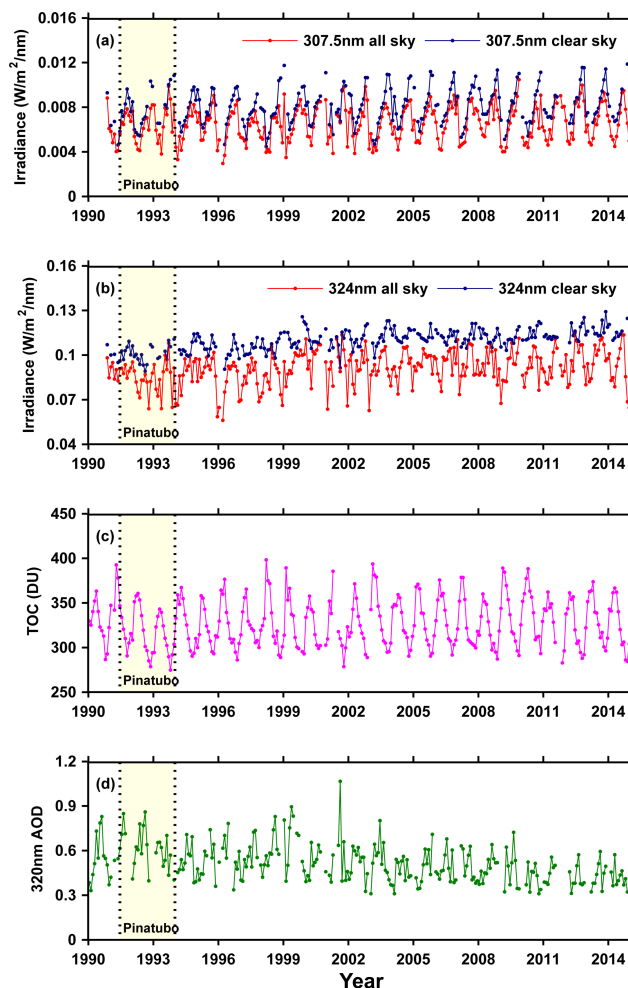 0.016
(a)
307.5nm all sky
307.5nm clear sky
0.012
0.008
0.004
0
Irradiance (W/m²/nm)
Pinatubo
1990 1993 1996 1999 2002 2005 2008 2011 2014
0.16
(b)
324nm all sky
324nm clear sky
0.13
0.1
0.07
0.04
Irradiance (W/m²/nm)
Pinatubo
1990 1993 1996 1999 2002 2005 2008 2011 2014
450
(c)
400
350
300
250
TOC (DU)
Pinatubo
1990 1993 1996 1999 2002 2005 2008 2011 2014
1.2
(d)
0.9
0.6
0.3
0
320nm AOD
Pinatubo
1990 1993 1996 1999 2002 2005 2008 2011 2014
Year